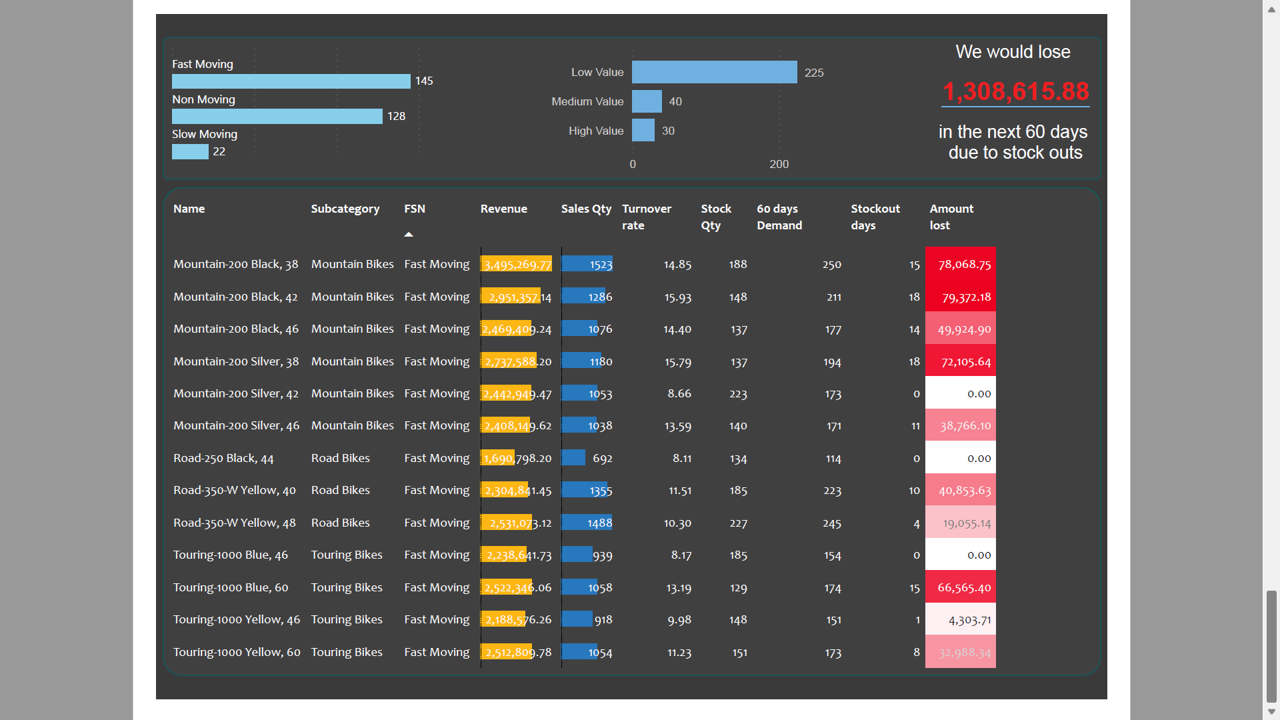 Fast Moving
145
Non Moving
128
Slow Moving
22
Low Value 225
Medium Value 40
High Value 30
0 200
We would lose
1,308,615.88
in the next 60 days
due to stock outs
Name Subcategory FSN Revenue Sales Qty Turnover rate Stock Qty 60 days Demand Stockout days Amount lost
Mountain-200 Black, 38 Mountain Bikes Fast Moving 3,495,269.77 1523 14.85 188 250 15 78,068.75
Mountain-200 Black, 42 Mountain Bikes Fast Moving 2,951,357.14 1286 15.93 148 211 18 79,372.18
Mountain-200 Black, 46 Mountain Bikes Fast Moving 2,469,409.24 1076 14.40 137 177 14 49,924.90
Mountain-200 Silver, 38 Mountain Bikes Fast Moving 2,737,588.20 1180 15.79 137 194 18 72,105.64
Mountain-200 Silver, 42 Mountain Bikes Fast Moving 2,442,949.47 1053 8.66 223 173 0 0.00
Mountain-200 Silver, 46 Mountain Bikes Fast Moving 2,408,149.62 1038 13.59 140 171 11 38,766.10
Road-250 Black, 44 Road Bikes Fast Moving 1,690,798.20 692 8.11 134 114 0 0.00
Road-350-W Yellow, 40 Road Bikes Fast Moving 2,304,841.45 1355 11.51 185 223 10 40,853.63
Road-350-W Yellow, 48 Road Bikes Fast Moving 2,531,073.12 1488 10.30 227 245 4 19,055.14
Touring-1000 Blue, 46 Touring Bikes Fast Moving 2,238,641.73 939 8.17 185 154 0 0.00
Touring-1000 Blue, 60 Touring Bikes Fast Moving 2,522,346.06 1058 13.19 129 174 15 66,565.40
Touring-1000 Yellow, 46 Touring Bikes Fast Moving 2,188,576.26 918 9.98 148 151 1 4,303.71
Touring-1000 Yellow, 60 Touring Bikes Fast Moving 2,512,809.78 1054 11.23 151 173 8 32,988.34